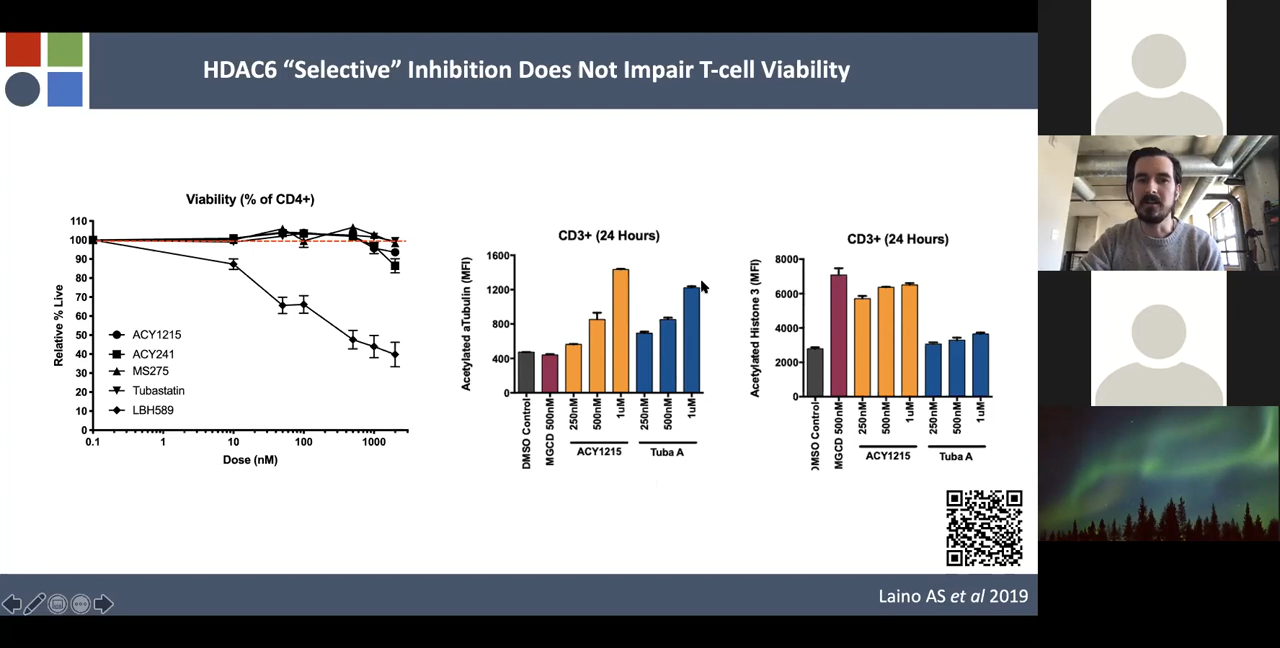 HDAC6 “Selective” Inhibition Does Not Impair T-cell Viability
Viability (% of CD4+)
Relative % Live
110
100
90
80
70
60
50
40
30
20
10
0
ACY1215
ACY241
MS275
Tubastatin
LBH589
0.1
1
10
100
1000
Dose (nM)
CD3+ (24 Hours)
Acetylated aTubulin (MFI)
1600
1200
800
400
0
DMSO Control
MGCD 500nM
250nM
500nM
1uM
250nM
500nM
1uM
ACY1215
Tuba A
CD3+ (24 Hours)
Acetylated Histone 3 (MFI)
8000
6000
4000
2000
0
DMSO Control
MGCD 500nM
250nM
500nM
1uM
250nM
500nM
1uM
ACY1215
Tuba A
Laino AS et al 2019